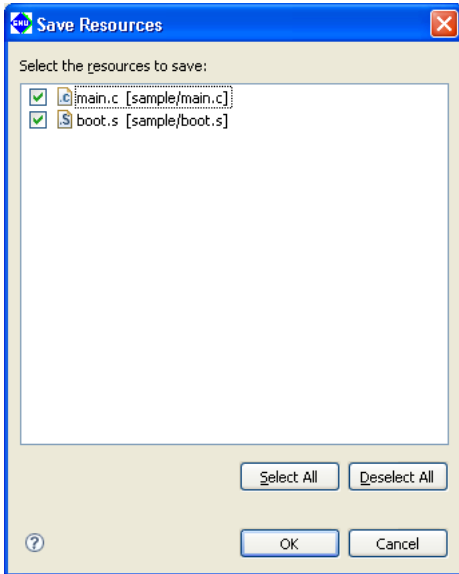 GNU Save Resources
Select the resources to save:
.c main.c [sample/main.c]
.S boot.s [sample/boot.s]
Select All Deselect All
? OK Cancel